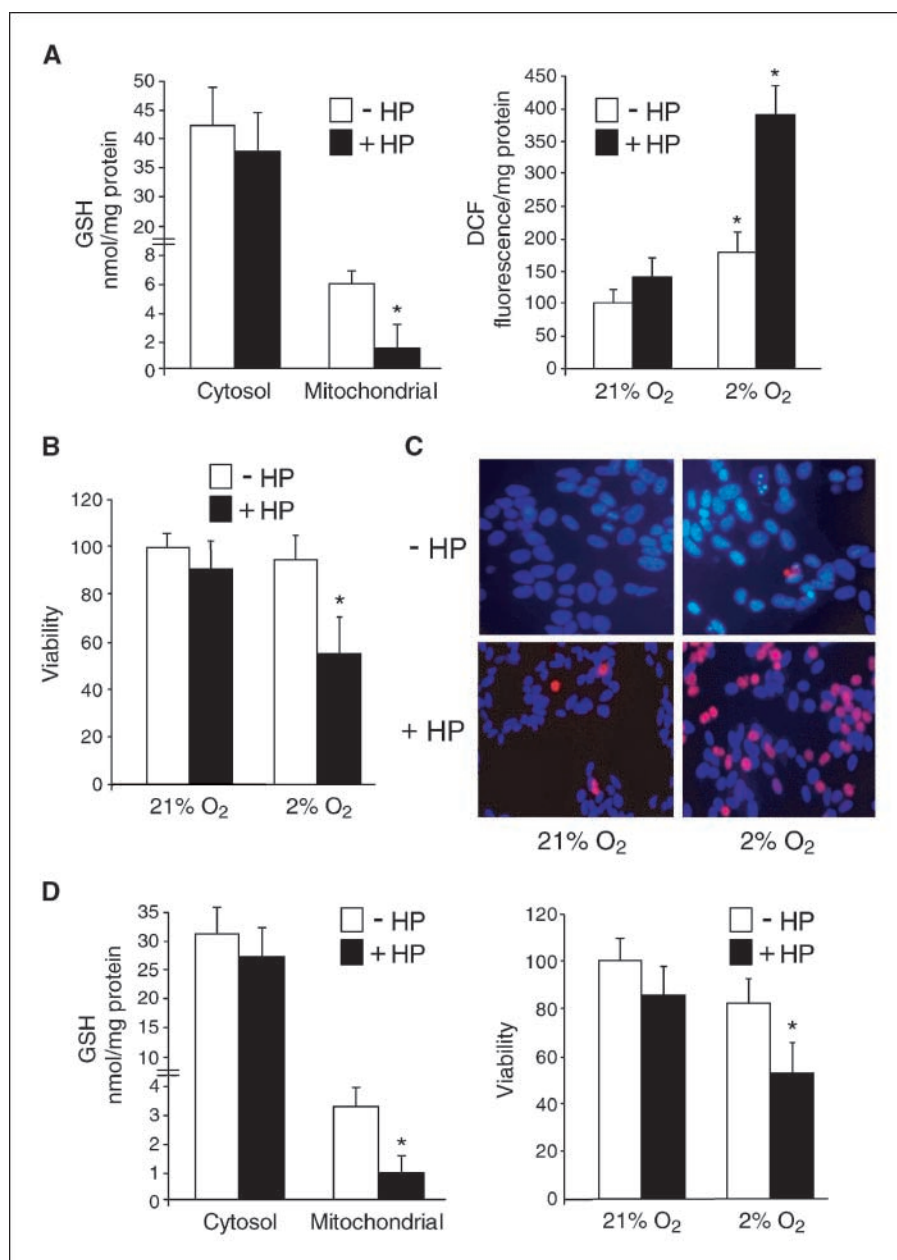 A
GSH
nmol/mg protein
50
45
40
35
30
25
20
8
6
4
2
0
- HP
+ HP
*
Cytosol
Mitochondrial
DCF
fluorescence/mg protein
450
400
350
300
250
200
150
100
50
0
- HP
+ HP
*
*
21% O₂
2% O₂
B
Viability
120
100
80
60
40
20
0
- HP
+ HP
*
21% O₂
2% O₂
C
- HP
+ HP
21% O₂
2% O₂
D
GSH
nmol/mg protein
35
30
25
20
15
10
4
3
2
1
0
- HP
+ HP
*
Cytosol
Mitochondrial
Viability
120
100
80
60
40
20
0
- HP
+ HP
*
21% O₂
2% O₂